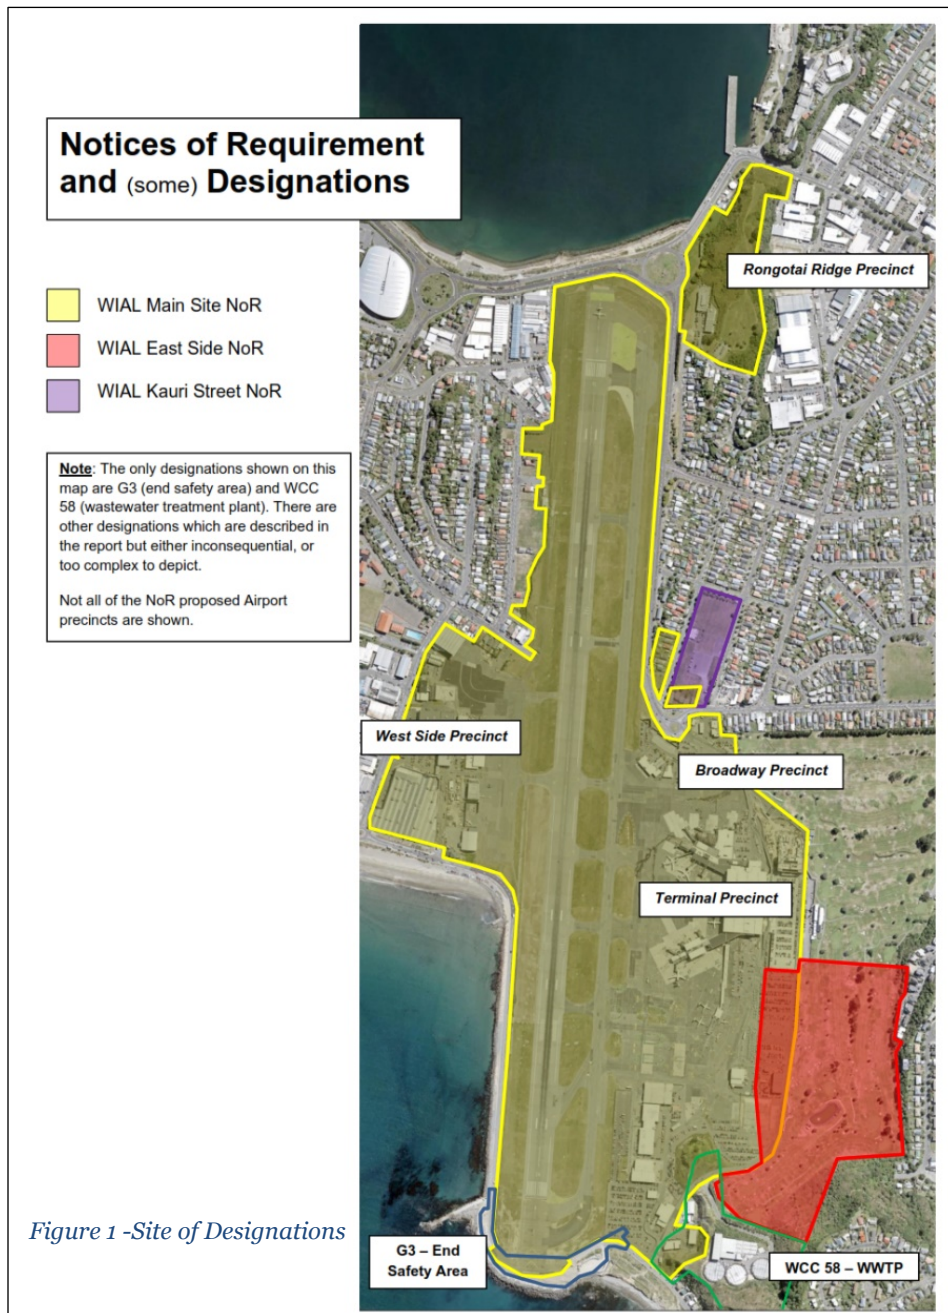 Notices of Requirement
and (some) Designations
WIAL Main Site NoR
WIAL East Side NoR
WIAL Kauri Street NoR
Note: The only designations shown on this
map are G3 (end safety area) and WCC
58 (wastewater treatment plant). There are
other designations which are described in
the report but either inconsequential, or
too complex to depict.
Not all of the NoR proposed Airport
precincts are shown.
Rongotai Ridge Precinct
West Side Precinct
Broadway Precinct
Terminal Precinct
Figure 1 -Site of Designations
G3 – End
Safety Area
WCC 58 – WWTP